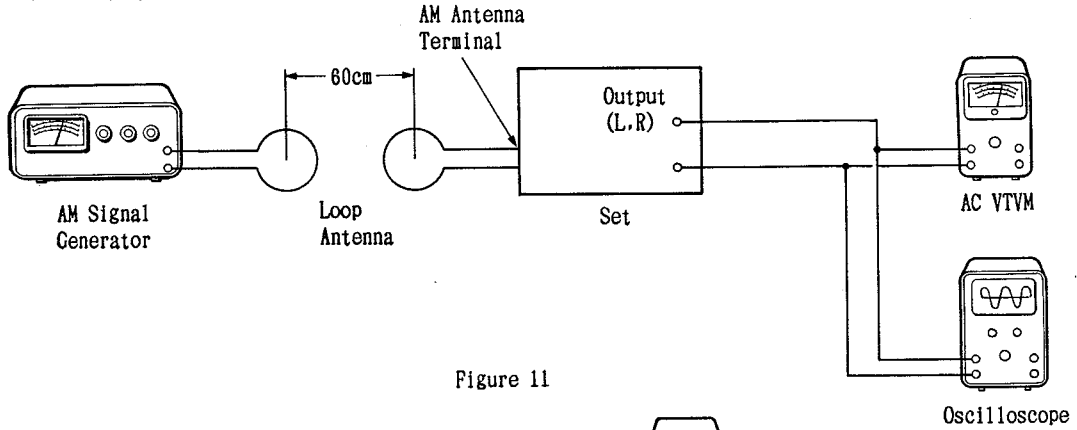 AM Antenna
Terminal
60cm
Output
(L,R)
AM Signal
Generator
Loop
Antenna
Set
AC VTVM
Figure 11
Oscilloscope